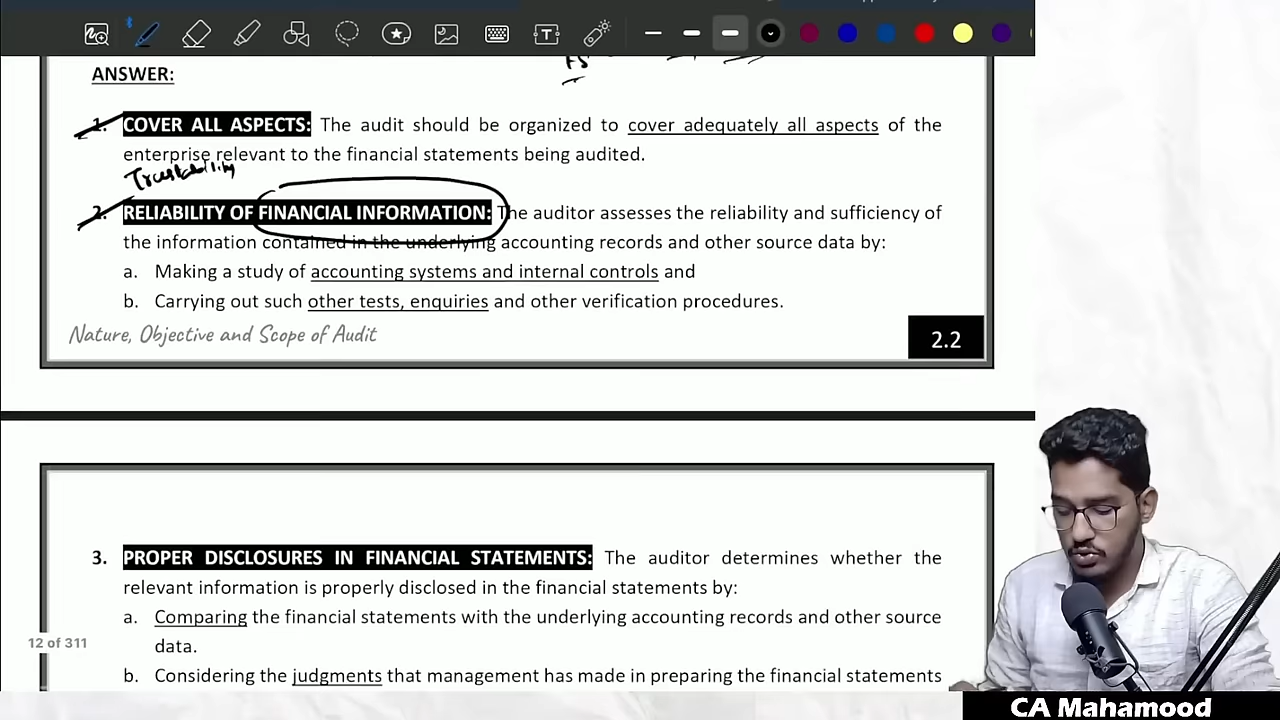 FS
ANSWER:
1. COVER ALL ASPECTS: The audit should be organized to cover adequately all aspects of the
enterprise relevant to the financial statements being audited.
Trustability
2. RELIABILITY OF FINANCIAL INFORMATION: The auditor assesses the reliability and sufficiency of
the information contained in the underlying accounting records and other source data by:
a. Making a study of accounting systems and internal controls and
b. Carrying out such other tests, enquiries and other verification procedures.
Nature, Objective and Scope of Audit
2.2
3. PROPER DISCLOSURES IN FINANCIAL STATEMENTS: The auditor determines whether the
relevant information is properly disclosed in the financial statements by:
a. Comparing the financial statements with the underlying accounting records and other source
12 of 311
data.
b. Considering the judgments that management has made in preparing the financial statements
CA Mahamood